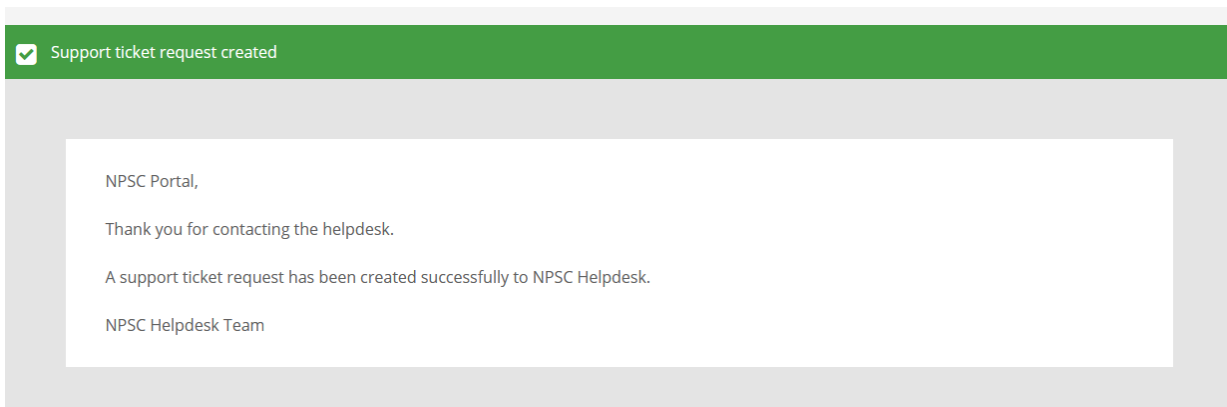 Support ticket request created
NPSC Portal,
Thank you for contacting the helpdesk.
A support ticket request has been created successfully to NPSC Helpdesk.
NPSC Helpdesk Team